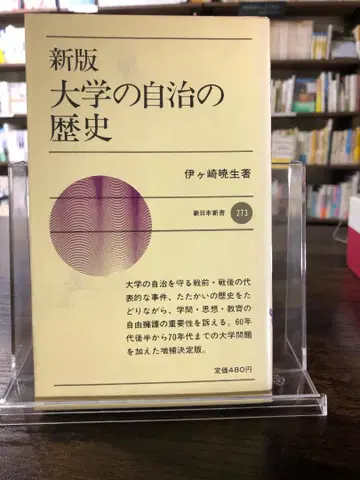 新版
大学の自治の
歴史
伊ヶ崎暁生著
新日本新書 273
大学の自治を守る戦前・戦後の代
表的な事件、たたかいの歴史をた
どりながら、学問・思想・教育の
自由擁護の重要性を訴える。60年
代後半から70年代までの大学問題
を加えた増補決定版。
定価480円